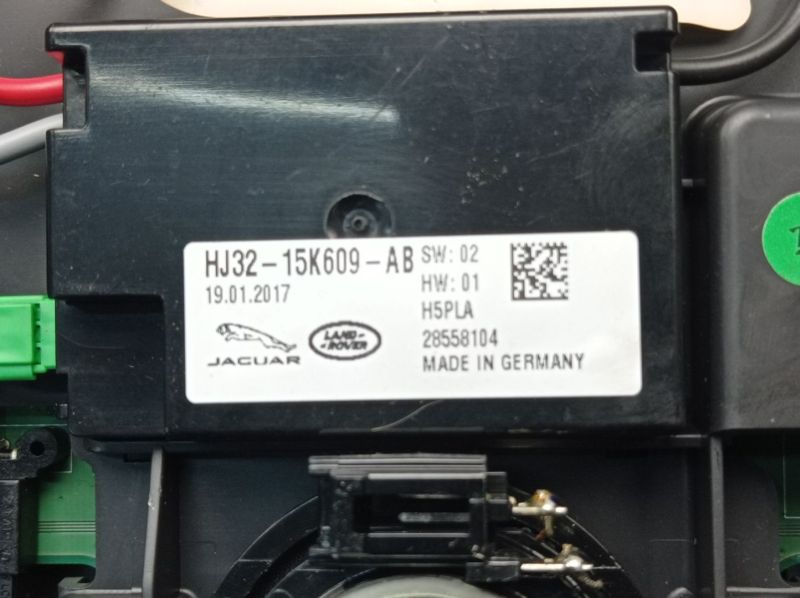 HJ32-15K609-AB
19.01.2017
JAGUAR
LAND-
-ROVER
SW: 02
HW: 01
H5PLA
28558104
MADE IN GERMANY